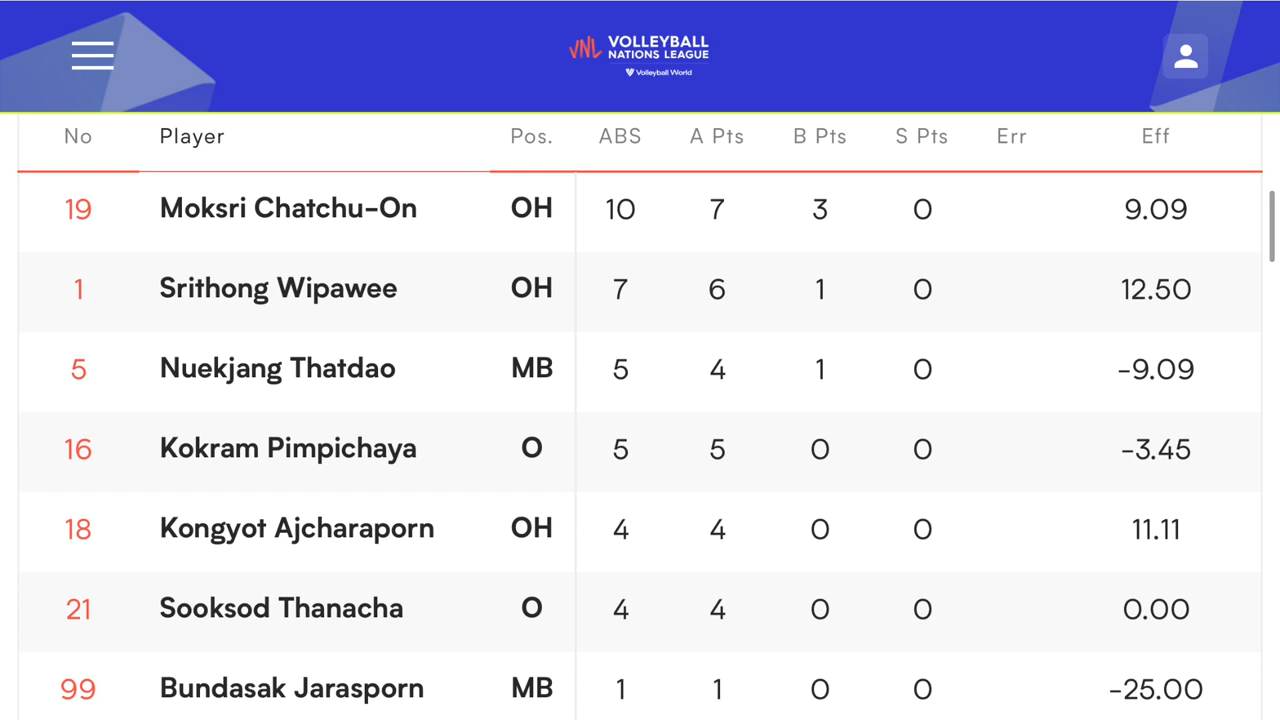 VNL VOLLEYBALL
NATIONS LEAGUE
Volleyball World
No Player Pos. ABS A Pts B Pts S Pts Err Eff
19 Moksri Chatchu-On OH 10 7 3 0 9.09
1 Srithong Wipawee OH 7 6 1 0 12.50
5 Nuekjang Thatdao MB 5 4 1 0 -9.09
16 Kokram Pimpichaya O 5 5 0 0 -3.45
18 Kongyot Ajcharaporn OH 4 4 0 0 11.11
21 Sooksod Thanacha O 4 4 0 0 0.00
99 Bundasak Jarasporn MB 1 1 0 0 -25.00